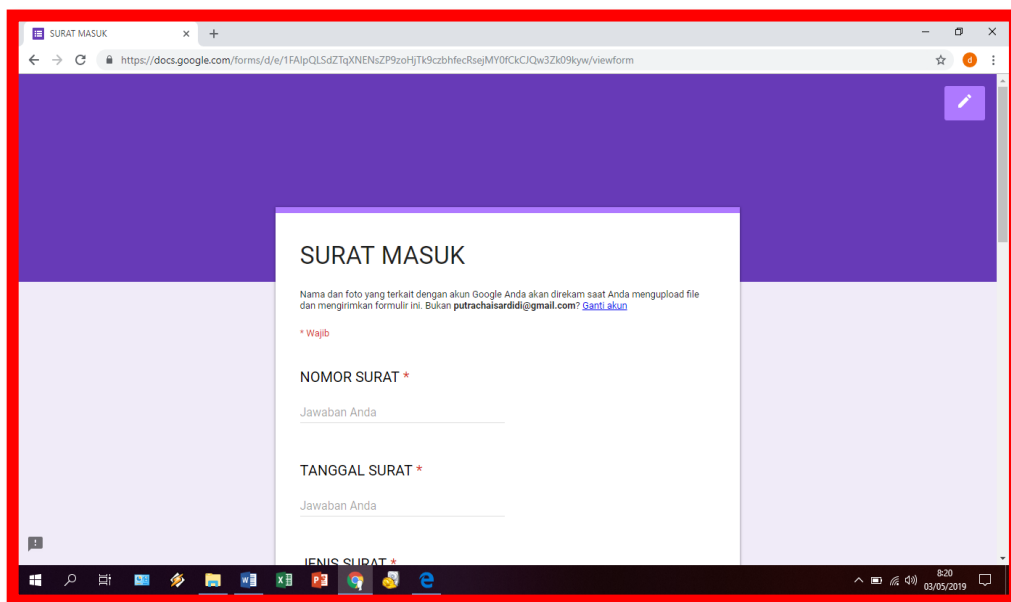 SURAT MASUK
https://docs.google.com/forms/d/e/1FAIpQLSdZTqXNENsZP9zoHjTk9czbhfecRsejMY0fCkCJQw3Zk09kyw/viewform
d
SURAT MASUK
Nama dan foto yang terkait dengan akun Google Anda akan direkam saat Anda mengupload file
dan mengirimkan formulir ini. Bukan putrachaisardidi@gmail.com? Ganti akun
* Wajib
NOMOR SURAT *
Jawaban Anda
TANGGAL SURAT *
Jawaban Anda
JENIS SURAT *
8:20
03/05/2019